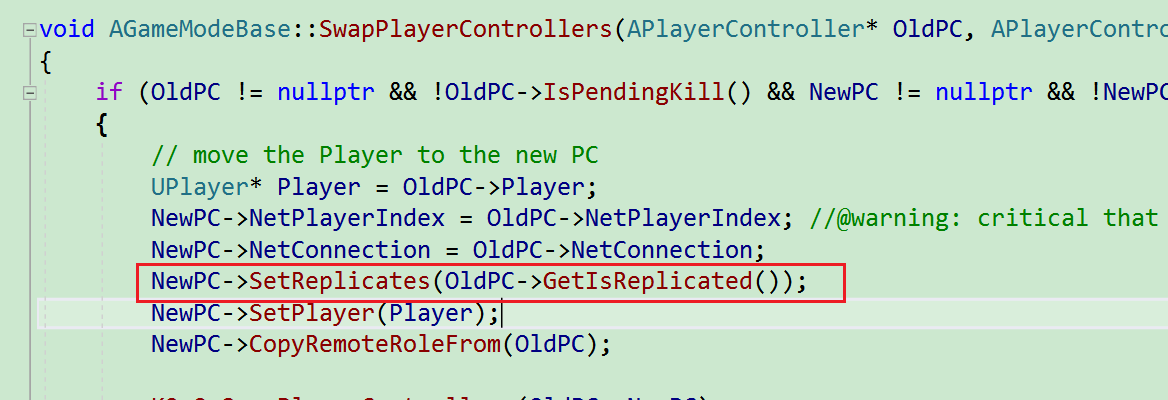 void AGameModeBase::SwapPlayerControllers(APlayerController* OldPC, APlayerContro
{
if (OldPC != nullptr && !OldPC->IsPendingKill() && NewPC != nullptr && !NewPC
{
// move the Player to the new PC
UPlayer* Player = OldPC->Player;
NewPC->NetPlayerIndex = OldPC->NetPlayerIndex; //@warning: critical that
NewPC->NetConnection = OldPC->NetConnection;
NewPC->SetReplicates(OldPC->GetIsReplicated());
NewPC->SetPlayer(Player);
NewPC->CopyRemoteRoleFrom(OldPC);